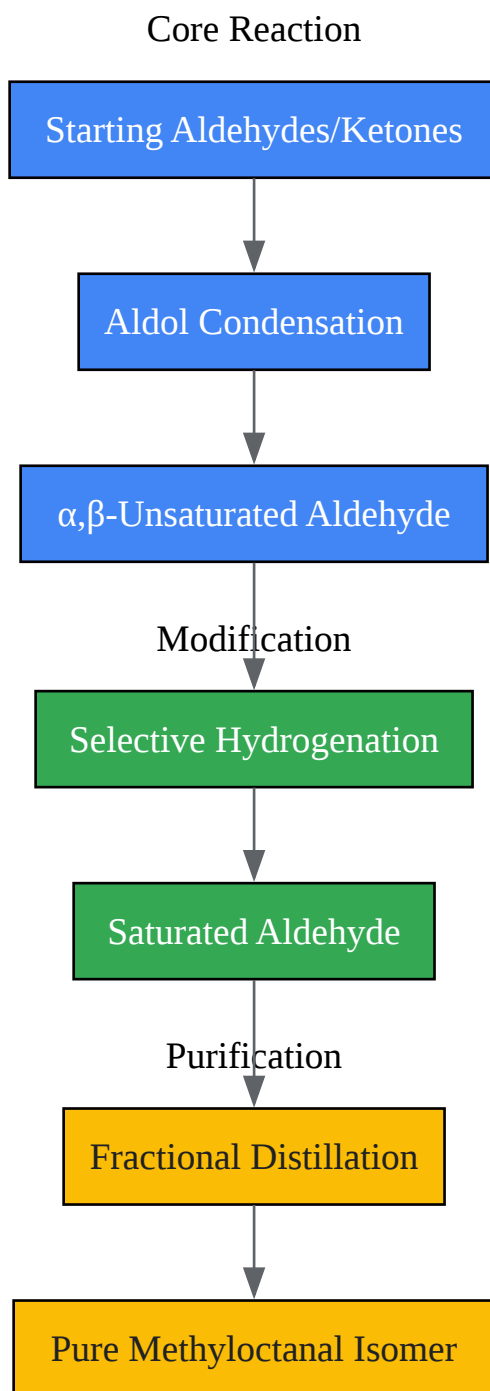 Core Reaction
Starting Aldehydes/Ketones
Aldol Condensation
α,β-Unsaturated Aldehyde
Modification
Selective Hydrogenation
Saturated Aldehyde
Purification
Fractional Distillation
Pure Methyloctanal Isomer